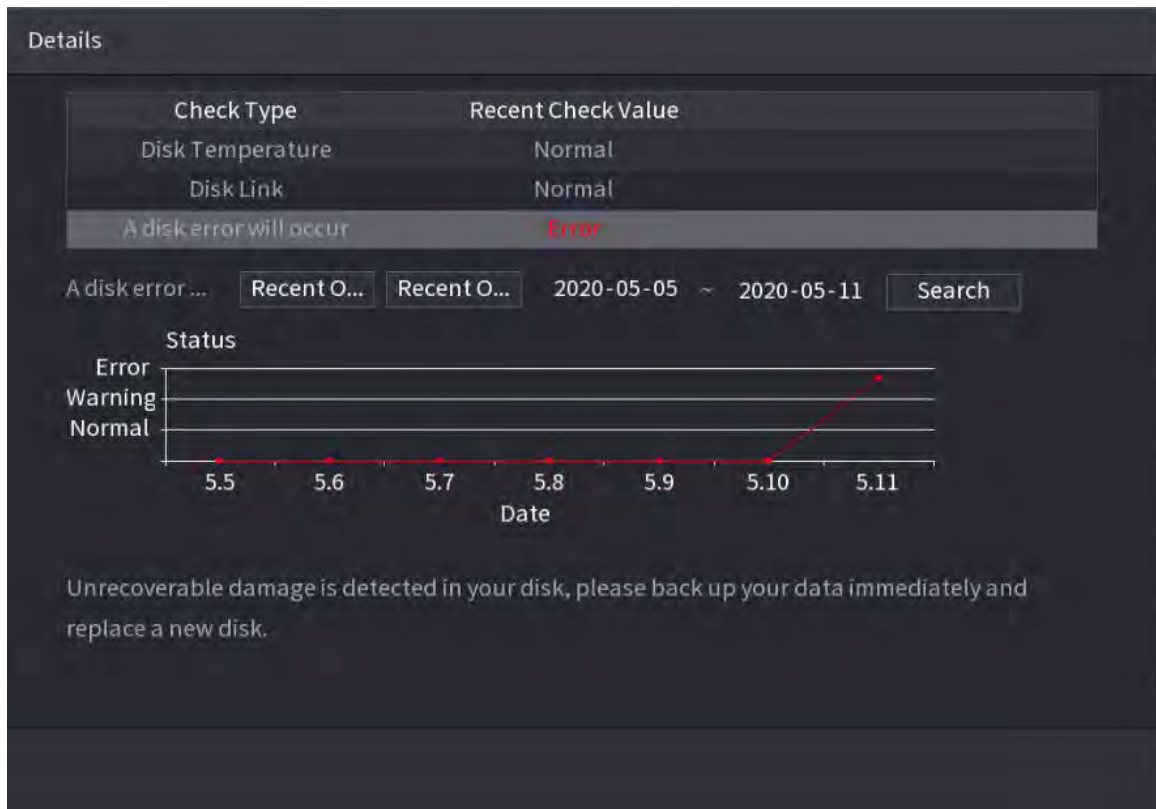 Details
Check Type Recent Check Value
Disk Temperature Normal
Disk Link Normal
A disk error will occur Error
A disk error ... Recent O... Recent O... 2020-05-05 ~ 2020-05-11 Search
Status
Error
Warning
Normal
5.5 5.6 5.7 5.8 5.9 5.10 5.11
Date
Unrecoverable damage is detected in your disk, please back up your data immediately and
replace a new disk.